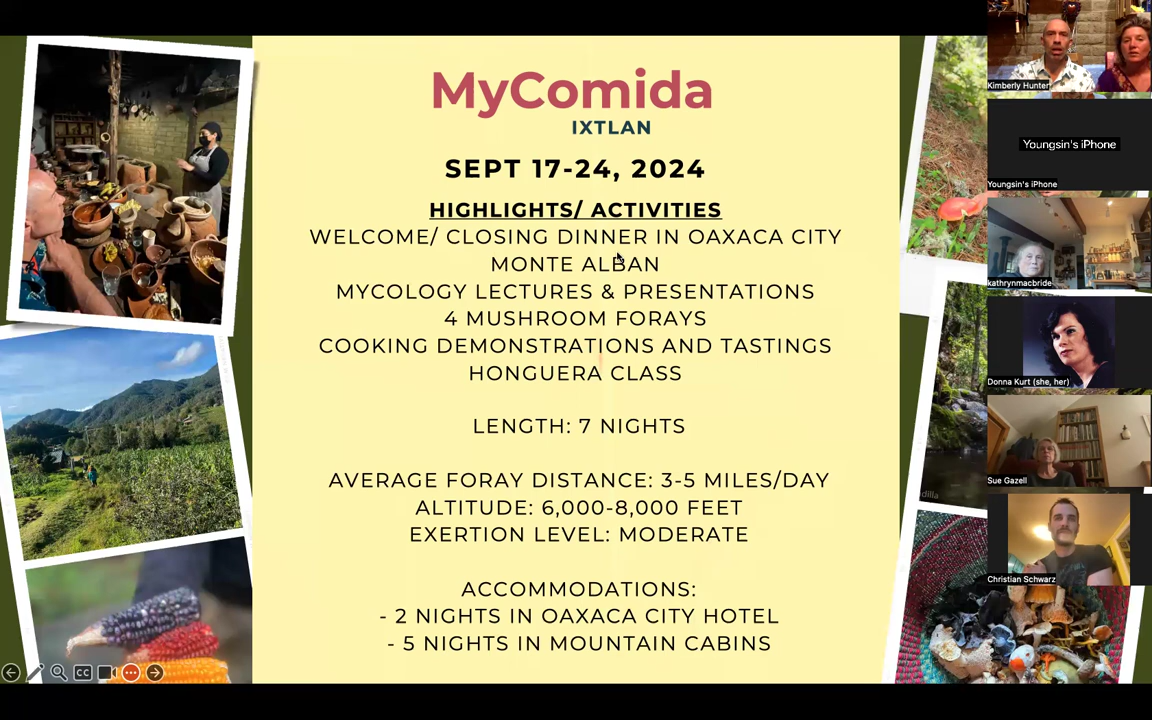 MyComida
IXTLAN
SEPT 17-24, 2024
HIGHLIGHTS/ ACTIVITIES
WELCOME/ CLOSING DINNER IN OAXACA CITY
MONTE ALBAN
MYCOLOGY LECTURES & PRESENTATIONS
4 MUSHROOM FORAYS
COOKING DEMONSTRATIONS AND TASTINGS
HONGUERA CLASS
LENGTH: 7 NIGHTS
AVERAGE FORAY DISTANCE: 3-5 MILES/DAY
ALTITUDE: 6,000-8,000 FEET
EXERTION LEVEL: MODERATE
ACCOMMODATIONS:
- 2 NIGHTS IN OAXACA CITY HOTEL
- 5 NIGHTS IN MOUNTAIN CABINS
CC
Kimberly Hunter
Youngsin's iPhone
Youngsin's iPhone
kathrynmacbride
Donna Kurt (she, her)
Sue Gazell
Christian Schwarz